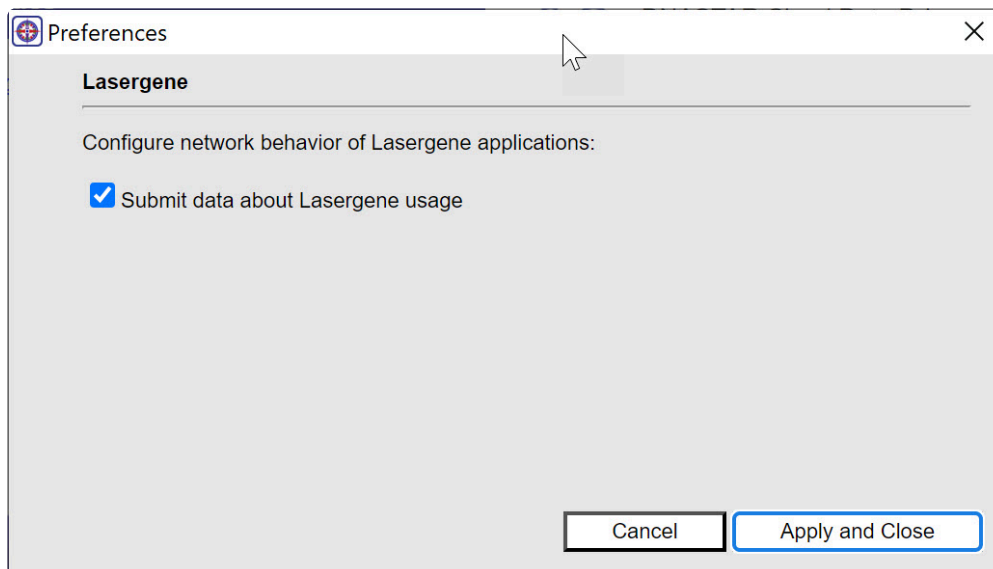 Preferences
Lasergene
Configure network behavior of Lasergene applications:
Submit data about Lasergene usage
Cancel
Apply and Close